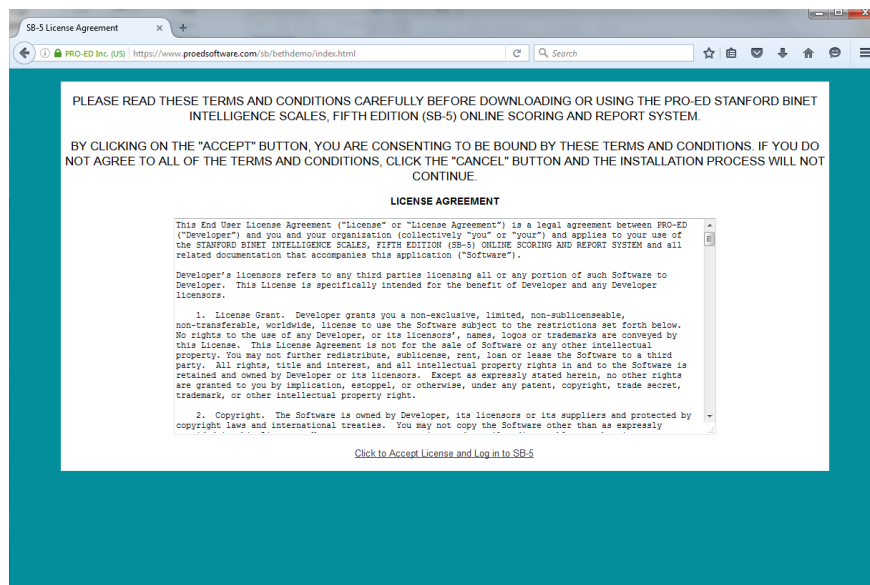 SB-5 License Agreement
PRO-ED Inc. (US) https://www.proedsoftware.com/sb/bethdemo/index.html
Search
PLEASE READ THESE TERMS AND CONDITIONS CAREFULLY BEFORE DOWNLOADING OR USING THE PRO-ED STANFORD BINET
INTELLIGENCE SCALES, FIFTH EDITION (SB-5) ONLINE SCORING AND REPORT SYSTEM.
BY CLICKING ON THE "ACCEPT" BUTTON, YOU ARE CONSENTING TO BE BOUND BY THESE TERMS AND CONDITIONS. IF YOU DO
NOT AGREE TO ALL OF THE TERMS AND CONDITIONS, CLICK THE "CANCEL" BUTTON AND THE INSTALLATION PROCESS WILL NOT
CONTINUE.
LICENSE AGREEMENT
This End User License Agreement (“License” or “License Agreement”) is a legal agreement between PRO-ED
(“Developer”) and you and your organization (collectively “you” or “your”) and applies to your use of
the STANFORD BINET INTELLIGENCE SCALES, FIFTH EDITION (SB-5) ONLINE SCORING AND REPORT SYSTEM and all
related documentation that accompanies this application (“Software”).
Developer’s licensors refers to any third parties licensing all or any portion of such Software to
Developer. This License is specifically intended for the benefit of Developer and any Developer
licensors.
1. License Grant. Developer grants you a non-exclusive, limited, non-sublicenseable,
non-transferable, worldwide, license to use the Software subject to the restrictions set forth below.
No rights to the use of any Developer, or its licensors’, names, logos or trademarks are conveyed by
this License. This License Agreement is not for the sale of Software or any other intellectual
property. You may not further redistribute, sublicense, rent, loan or lease the Software to a third
party. All rights, title and interest, and all intellectual property rights in and to the Software is
retained and owned by Developer or its licensors. Except as expressly stated herein, no other rights
are granted to you by implication, estoppel, or otherwise, under any patent, copyright, trade secret,
trademark, or other intellectual property right.
2. Copyright. The Software is owned by Developer, its licensors or its suppliers and protected by
copyright laws and international treaties. You may not copy the Software other than as expressly
Click to Accept License and Log in to SB-5